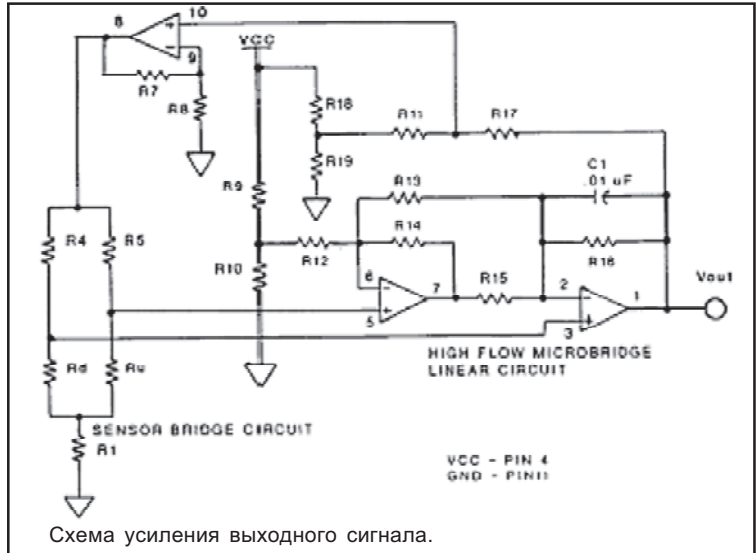 8
10
+
-
9
VCC
R7
R8
R18
R11
R17
R19
C1
.01 uF
R13
R9
R14
R16
R4
R5
R10
R12
R15
6
-
7
5
+
2
-
1
3
+
Vout
Rd
Ru
HIGH FLOW MICROBRIDGE
LINEAR CIRCUIT
SENSOR BRIDGE CIRCUIT
R1
VCC - PIN 4
GND - PIN11
Схема усиления выходного сигнала.